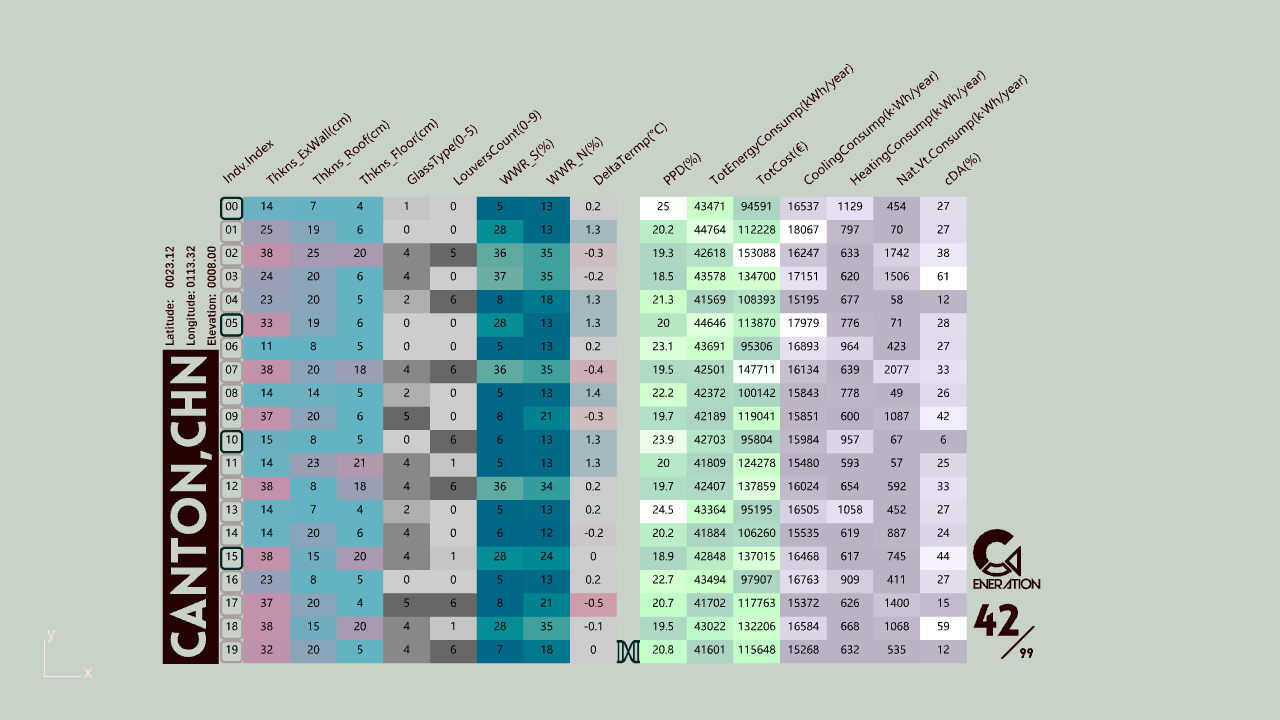 Indv.Index Thkns_ExWall(cm) Thkns_Roof(cm) Thkns_Floor(cm) GlassType(0-5) LouversCount(0-9) WWR_S(%) WWR_N(%) DeltaTermp(°C) PPD(%) TotEnergyConsump(kWh/year) TotCost(€) CoolingConsump(k·Wh/year) HeatingConsump(k·Wh/year) Nat.Vt.Consump(k·Wh/year) cDA(%)
00 14 7 4 1 0 5 13 0.2 25 43471 94591 16537 1129 454 27
01 25 19 6 0 0 28 13 1.3 20.2 44764 112228 18067 797 70 27
02 38 25 20 4 5 36 35 -0.3 19.3 42618 153088 16247 633 1742 38
03 24 20 6 4 0 37 35 -0.2 18.5 43578 134700 17151 620 1506 61
04 23 20 5 2 6 8 18 1.3 21.3 41569 108393 15195 677 58 12
05 33 19 6 0 0 28 13 1.3 20 44646 113870 17979 776 71 28
06 11 8 5 0 0 5 13 0.2 23.1 43691 95306 16893 964 423 27
07 38 20 18 4 6 36 35 -0.4 19.5 42501 147711 16134 639 2077 33
08 14 14 5 2 0 5 13 1.4 22.2 42372 100142 15843 778 49 26
09 37 20 6 5 0 8 21 -0.3 19.7 42189 119041 15851 600 1087 42
10 15 8 5 0 6 6 13 1.3 23.9 42703 95804 15984 957 67 6
11 14 23 21 4 1 5 13 1.3 20 41809 124278 15480 593 57 25
12 38 8 18 4 6 36 34 0.2 19.7 42407 137859 16024 654 592 33
13 14 7 4 2 0 5 13 0.2 24.5 43364 95195 16505 1058 452 27
14 14 20 6 4 0 6 12 -0.2 20.2 41884 106260 15535 619 887 24
15 38 15 20 4 1 28 24 0 18.9 42848 137015 16468 617 745 44
16 23 8 5 0 0 5 13 0.2 22.7 43494 97907 16763 909 411 27
17 37 20 4 5 6 8 21 -0.5 20.7 41702 117763 15372 626 1400 15
18 38 15 20 4 1 28 35 -0.1 19.5 43022 132206 16584 668 1068 59
19 32 20 5 4 6 7 18 0 20.8 41601 115648 15268 632 535 12
Latitude: 0023.12
Longitude: 0113.32
Elevation: 0008.00
CANTON,CHN
G
ENERATION
42/99
y
x